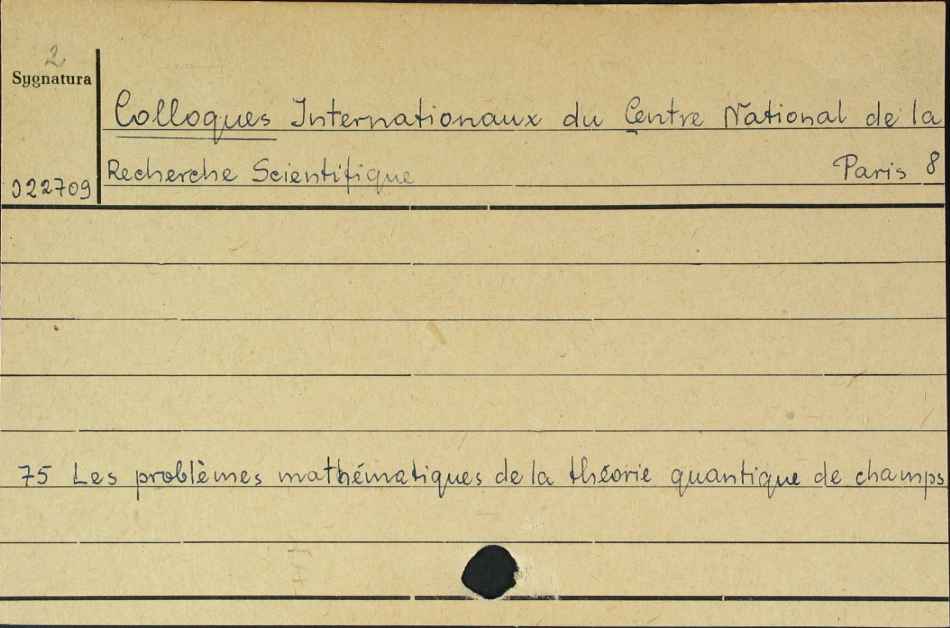 2
Sygnatura
Colloques Internationaux du Centre National de la
Recherche Scientifique Paris 8
022709
75 Les problèmes mathématiques de la théorie quantique de champs